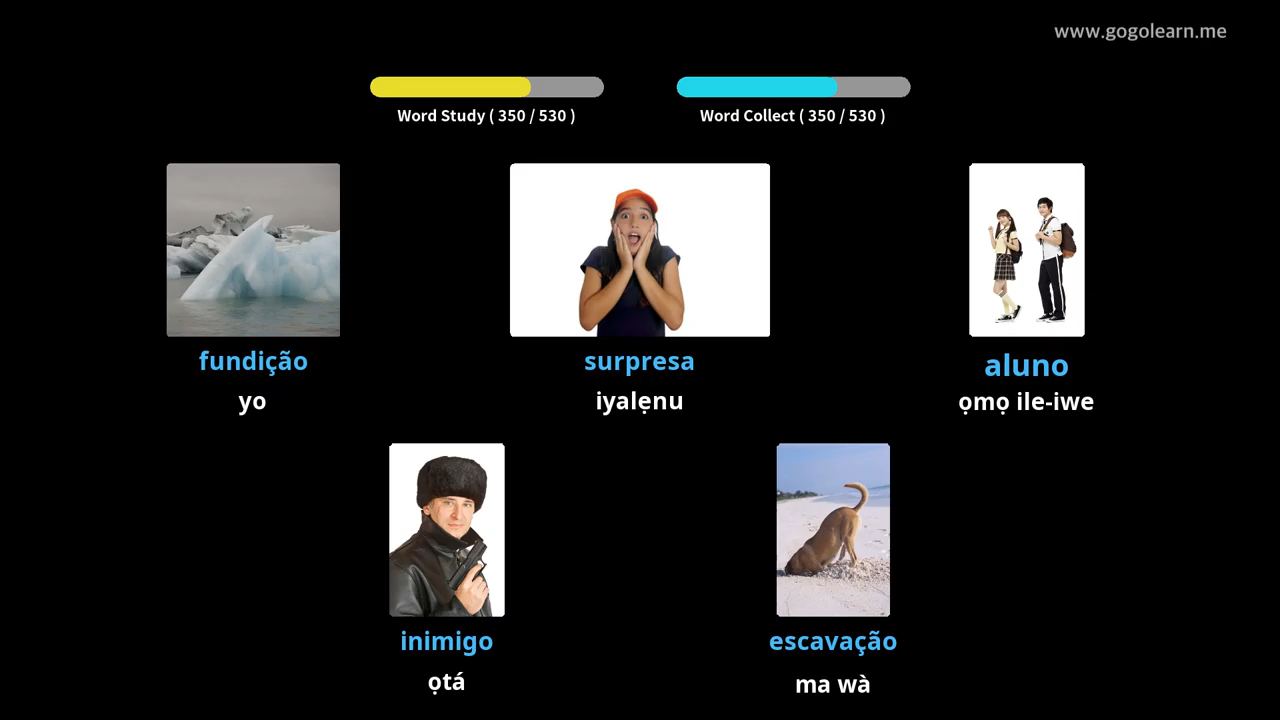 www.gogolearn.me
Word Study ( 350 / 530 )
Word Collect ( 350 / 530 )
fundição
yo
surpresa
iyalẹnu
aluno
ọmọ ile-iwe
inimigo
ọtá
escavação
ma wà